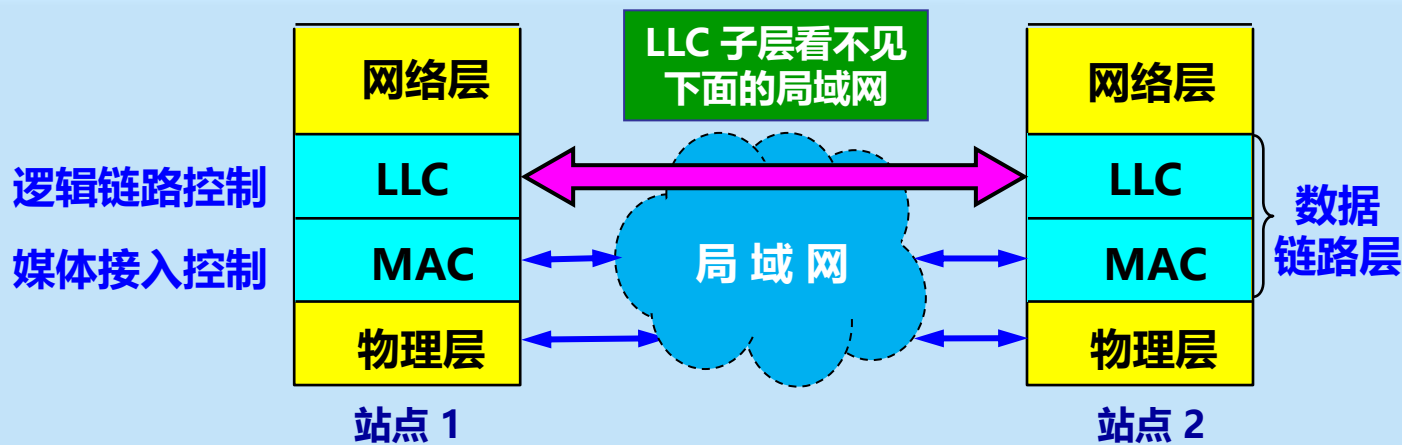 LLC 子层看不见
下面的局域网
网络层
网络层
逻辑链路控制
LLC
LLC
数据
链路层
媒体接入控制
MAC
局 域 网
MAC
物理层
物理层
站点 1
站点 2